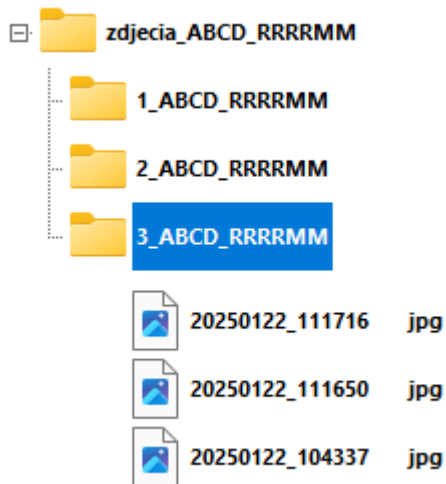 zdjecia_ABCD_RRRRMM
1_ABCD_RRRRMM
2_ABCD_RRRRMM
3_ABCD_RRRRMM
20250122_111716 jpg
20250122_111650 jpg
20250122_104337 jpg